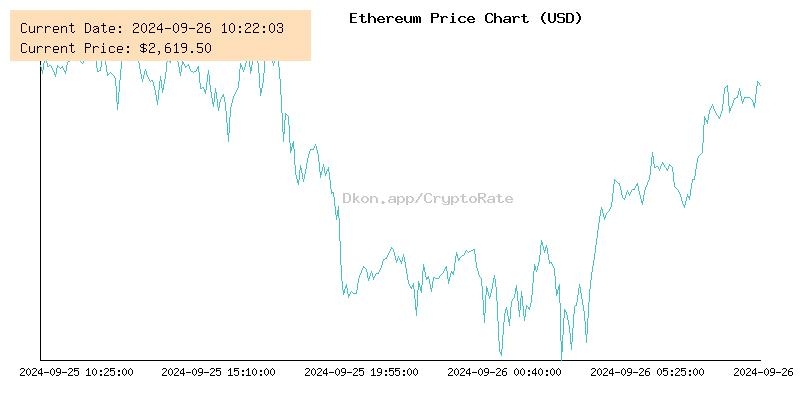 Ethereum Price Chart (USD)
Current Date: 2024-09-26 10:22:03
Current Price: $2,619.50
Dkon.app/CryptoRate
2024-09-25 10:25:00
2024-09-25 15:10:00
2024-09-25 19:55:00
2024-09-26 00:40:00
2024-09-26 05:25:00
2024-09-26